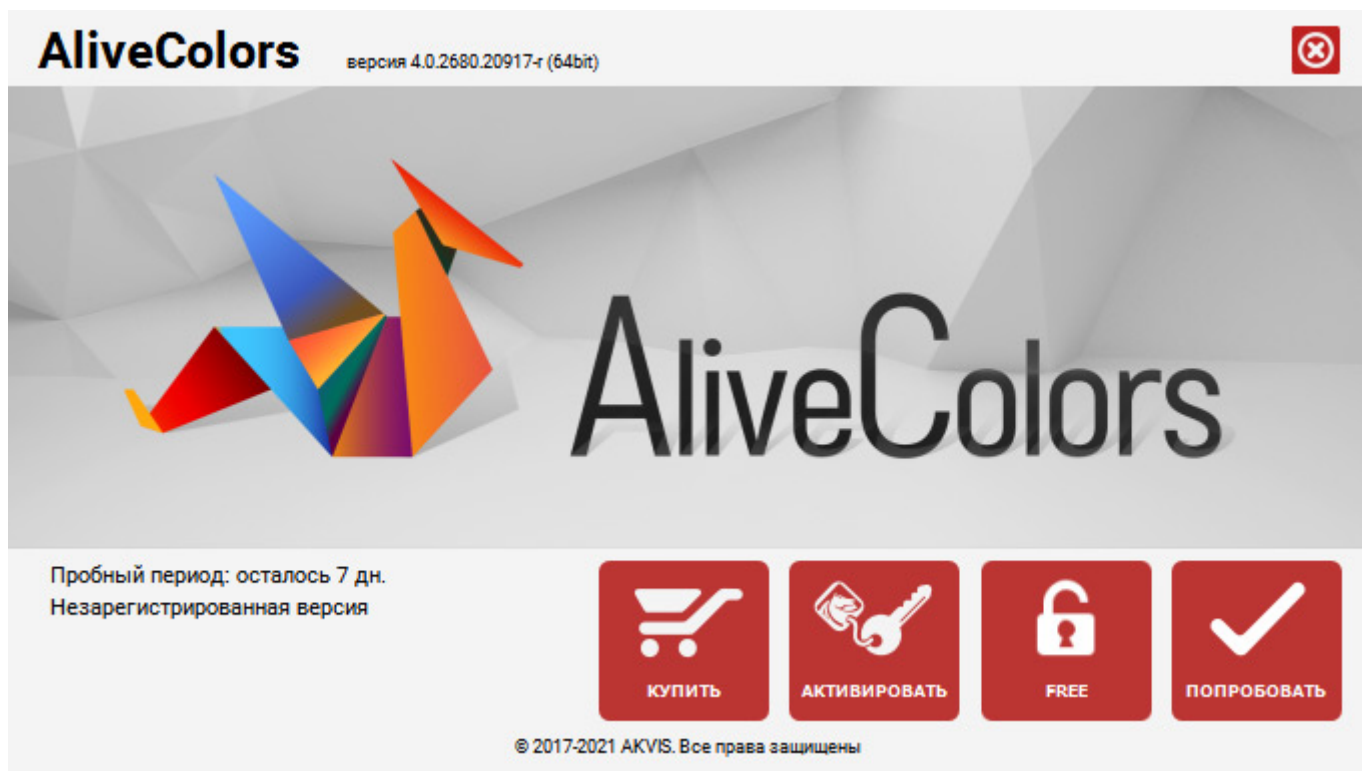 AliveColors версия 4.0.2680.20917-r (64bit)
AliveColors
Пробный период: осталось 7 дн.
Незарегистрированная версия
КУПИТЬ АКТИВИРОВАТЬ FREE ПОПРОБОВАТЬ
© 2017-2021 AKVIS. Все права защищены